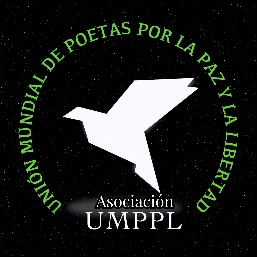 UNIÓN MUNDIAL DE POETAS POR LA PAZ Y LA LIBERTAD
Asociación
UMPPL